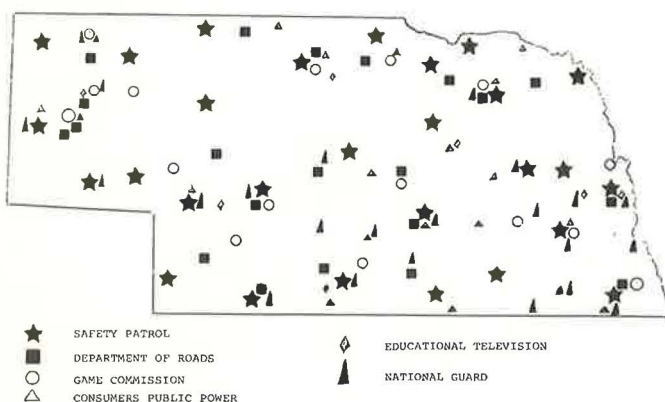 SAFETY PATROL
DEPARTMENT OF ROADS
GAME COMMISSION
CONSUMERS PUBLIC POWER
EDUCATIONAL TELEVISION
NATIONAL GUARD